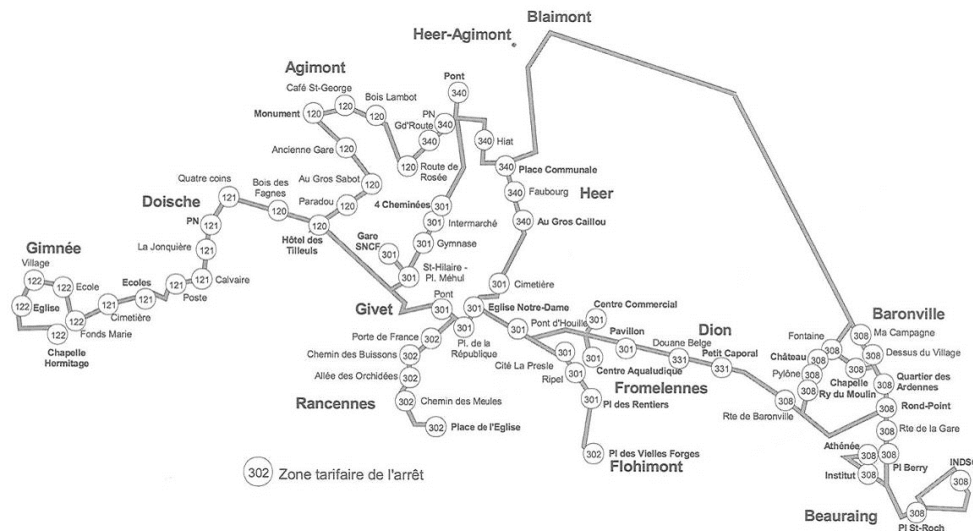 Blaimont
Heer-Agimont
Agimont
Pont
340
Café St-George
120
Bois Lambot
120
Monument
120
PN
340
Gd'Route
340
Hiat
340
Ancienne Gare
120
Route de
Rosée
120
Place Communale
340
Faubourg
340
Heer
Au Gros Caillou
340
Au Gros Sabot
120
Paradou
120
Quatre coins
121
Bois des
Fagnes
120
Hôtel des
Tilleuls
120
Doische
PN
121
La Jonquière
121
Calvaire
121
Poste
121
Ecoles
121
Cimetière
121
Gimnée
Village
122
Ecole
122
Eglise
122
Fonds Marie
122
Chapelle
Hermitage
122
4 Cheminées
301
Intermarché
301
Gymnase
301
Gare
SNCF
301
St-Hilaire -
Pl. Méhul
301
Cimetière
301
Givet
Pont
301
Eglise Notre-Dame
301
Pl. de la
République
301
Porte de France
302
Chemin des Buissons
302
Allée des Orchidées
302
Chemin des Meules
302
Rancennes
Place de l'Eglise
302
Pont d'Houille
301
Centre Commercial
301
Centre Aqualudique
301
Cité La Presle
301
Ripel
301
Fromelennes
Pl des Rentiers
301
Pl des Vielles Forges
302
Flohimont
Pavillon
301
Dion
Douane Belge
331
Petit Caporal
331
Rte de Baronville
308
Baronville
Ma Campagne
308
Fontaine
308
Dessus du Village
308
Château
308
Chapelle
308
Pylône
308
Ry du Moulin
308
Quartier des
Ardennes
308
Rond-Point
308
Rte de la Gare
308
Athénée
308
Pl Berry
308
Institut
308
Beauraing
Pl St-Roch
308
308
302 Zone tarifaire de l'arrêt